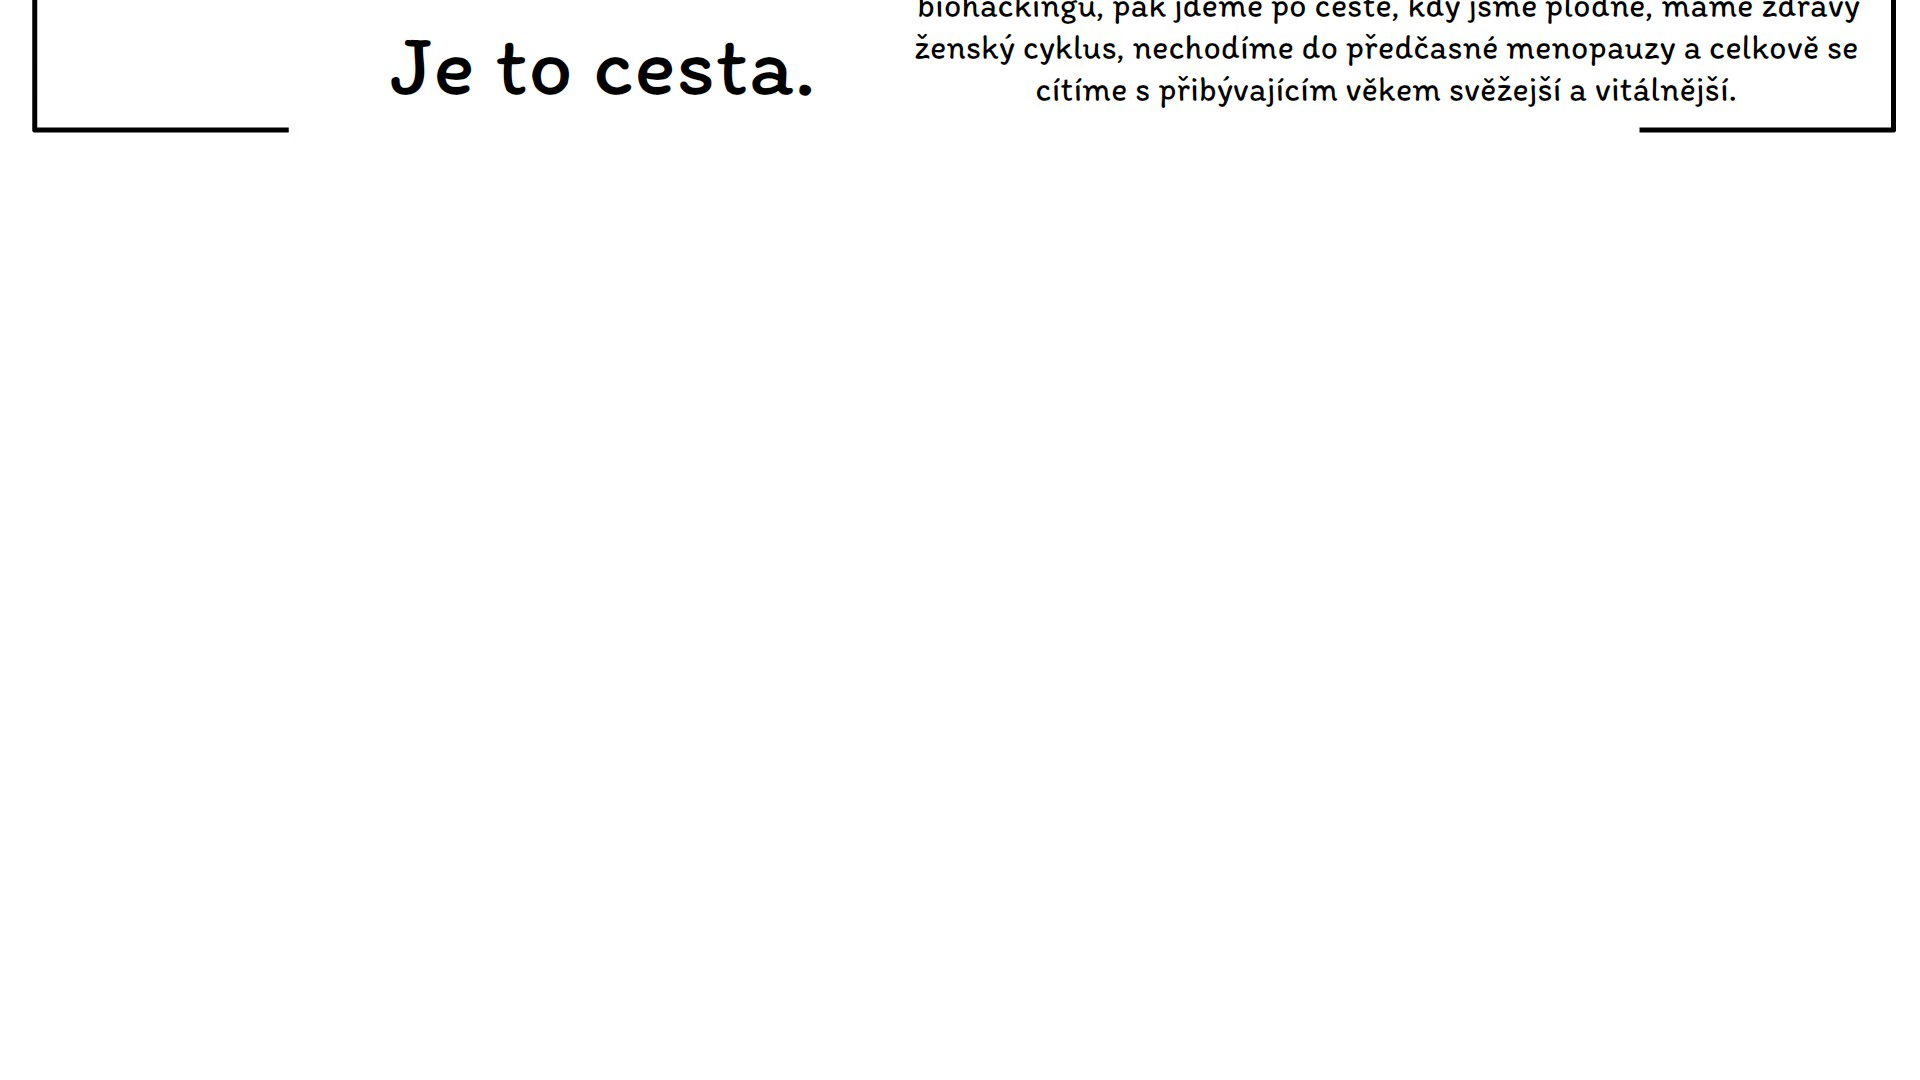 Je to cesta.
biohackingu, pak jdeme po cestě, kdy jsme plodné, máme zdravý
ženský cyklus, nechodíme do předčasné menopauzy a celkově se
cítíme s přibývajícím věkem svěžejší a vitálnější.